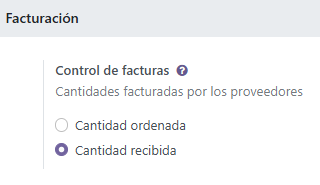 Facturación
Control de facturas ?
Cantidades facturadas por los proveedores
Cantidad ordenada
Cantidad recibida